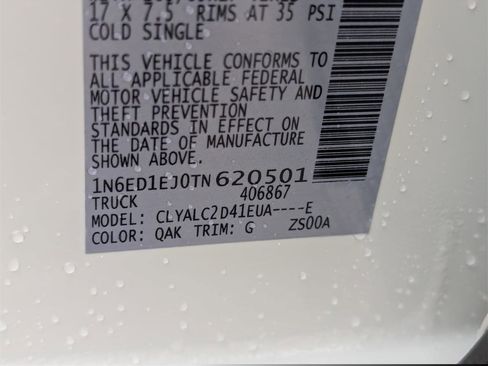 17 X 7.5 RIMS AT 35 PSI
COLD SINGLE
THIS VEHICLE CONFORMS TO
ALL APPLICABLE FEDERAL
MOTOR VEHICLE SAFETY AND
THEFT PREVENTION
STANDARDS IN EFFECT ON
THE DATE OF MANUFACTURE
SHOWN ABOVE.
1N6ED1EJ0TN620501
TRUCK 406867
MODEL: CLYALC2D41EUA----E
COLOR: QAK TRIM: G ZS00A